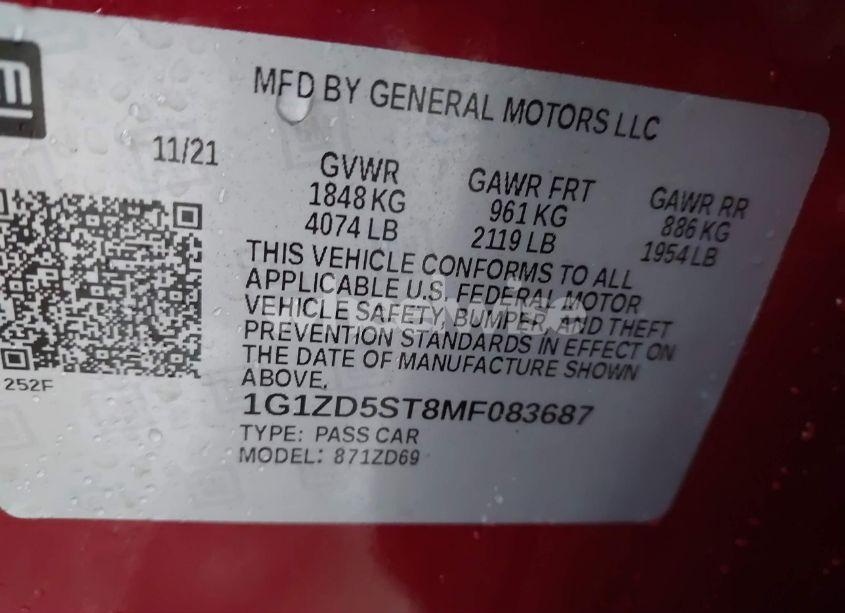 GM
MFD BY GENERAL MOTORS LLC
11/21
GVWR GAWR FRT GAWR RR
1848 KG 961 KG 886 KG
4074 LB 2119 LB 1954 LB
THIS VEHICLE CONFORMS TO ALL
APPLICABLE U.S. FEDERAL MOTOR
VEHICLE SAFETY, BUMPER, AND THEFT
PREVENTION STANDARDS IN EFFECT ON
THE DATE OF MANUFACTURE SHOWN
ABOVE.
252F
1G1ZD5ST8MF083687
TYPE: PASS CAR
MODEL: 871ZD69